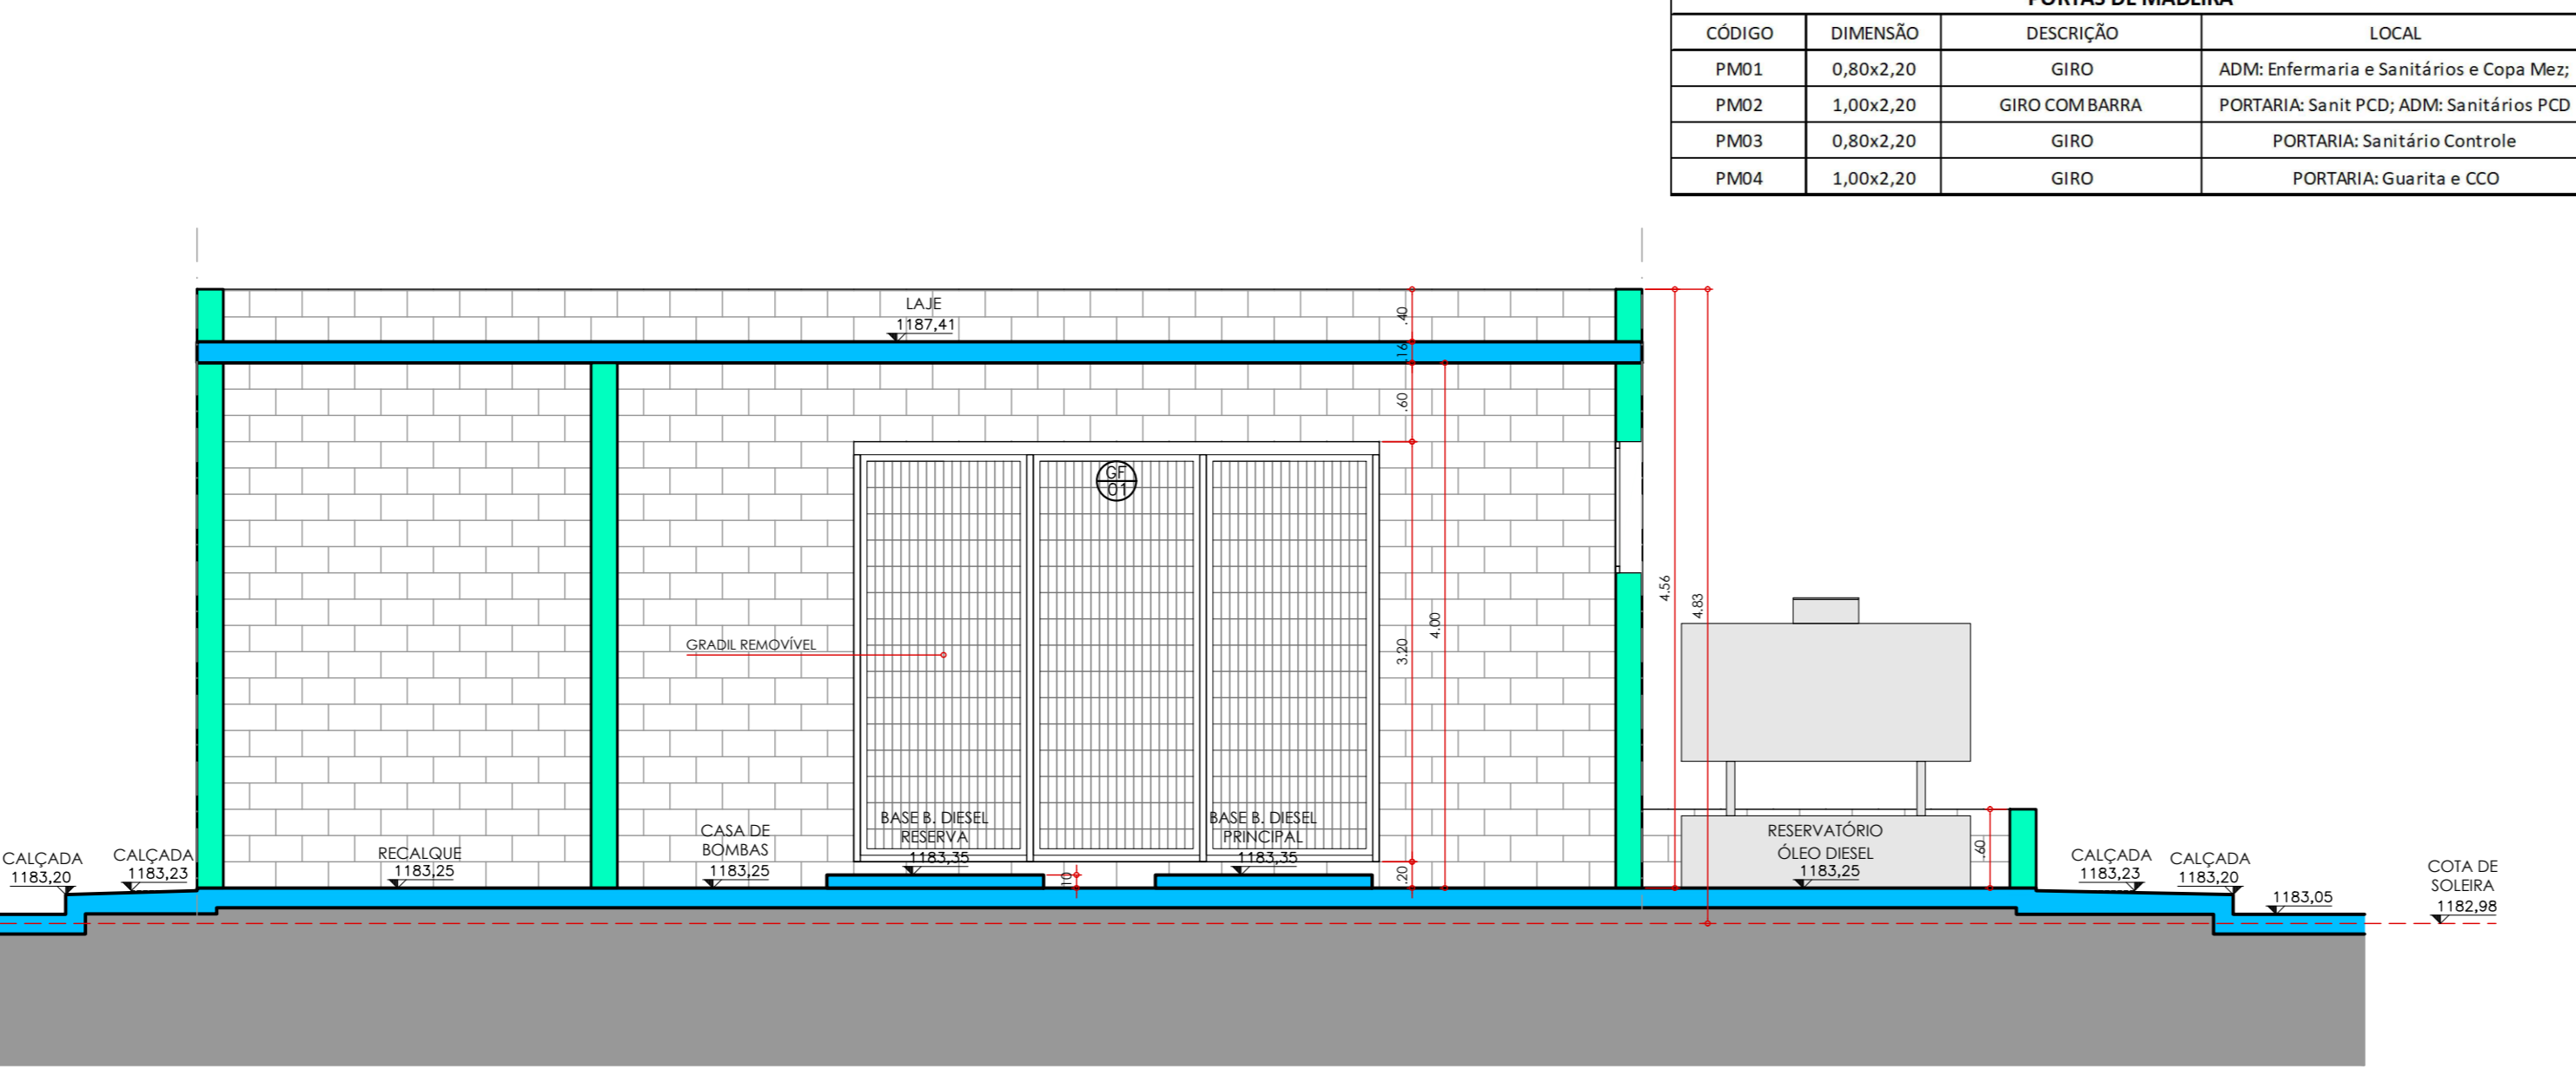 PORTAS DE MADEIRA
CÓDIGO DIMENSÃO DESCRIÇÃO LOCAL
PM01 0,80x2,20 GIRO ADM: Enfermaria e Sanitários e Copa Mez;
PM02 1,00x2,20 GIRO COM BARRA PORTARIA: Sanit PCD; ADM: Sanitários PCD
PM03 0,80x2,20 GIRO PORTARIA: Sanitário Controle
PM04 1,00x2,20 GIRO PORTARIA: Guarita e CCO
LAJE
1187,41
.40
.16
.60
GF
01
4.56
4.83
4.00
3.20
GRADIL REMOVÍVEL
CALÇADA
1183,20
CALÇADA
1183,23
RECALQUE
1183,25
CASA DE
BOMBAS
1183,25
BASE B. DIESEL
RESERVA
1183,35
.10
BASE B. DIESEL
PRINCIPAL
1183,35
.20
RESERVATÓRIO
ÓLEO DIESEL
1183,25
.60
CALÇADA
1183,23
CALÇADA
1183,20
1183,05
COTA DE
SOLEIRA
1182,98